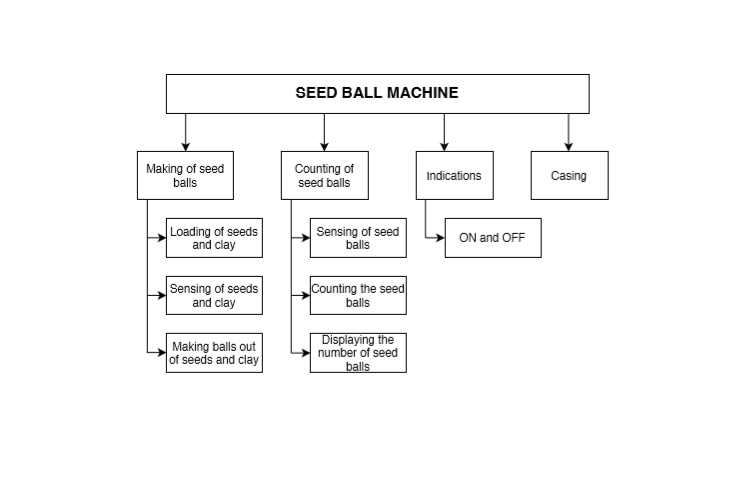 SEED BALL MACHINE
Making of seed
balls
Counting of
seed balls
Indications
Casing
Loading of seeds
and clay
Sensing of seeds
and clay
Making balls out
of seeds and clay
Sensing of seed
balls
Counting the seed
balls
Displaying the
number of seed
balls
ON and OFF